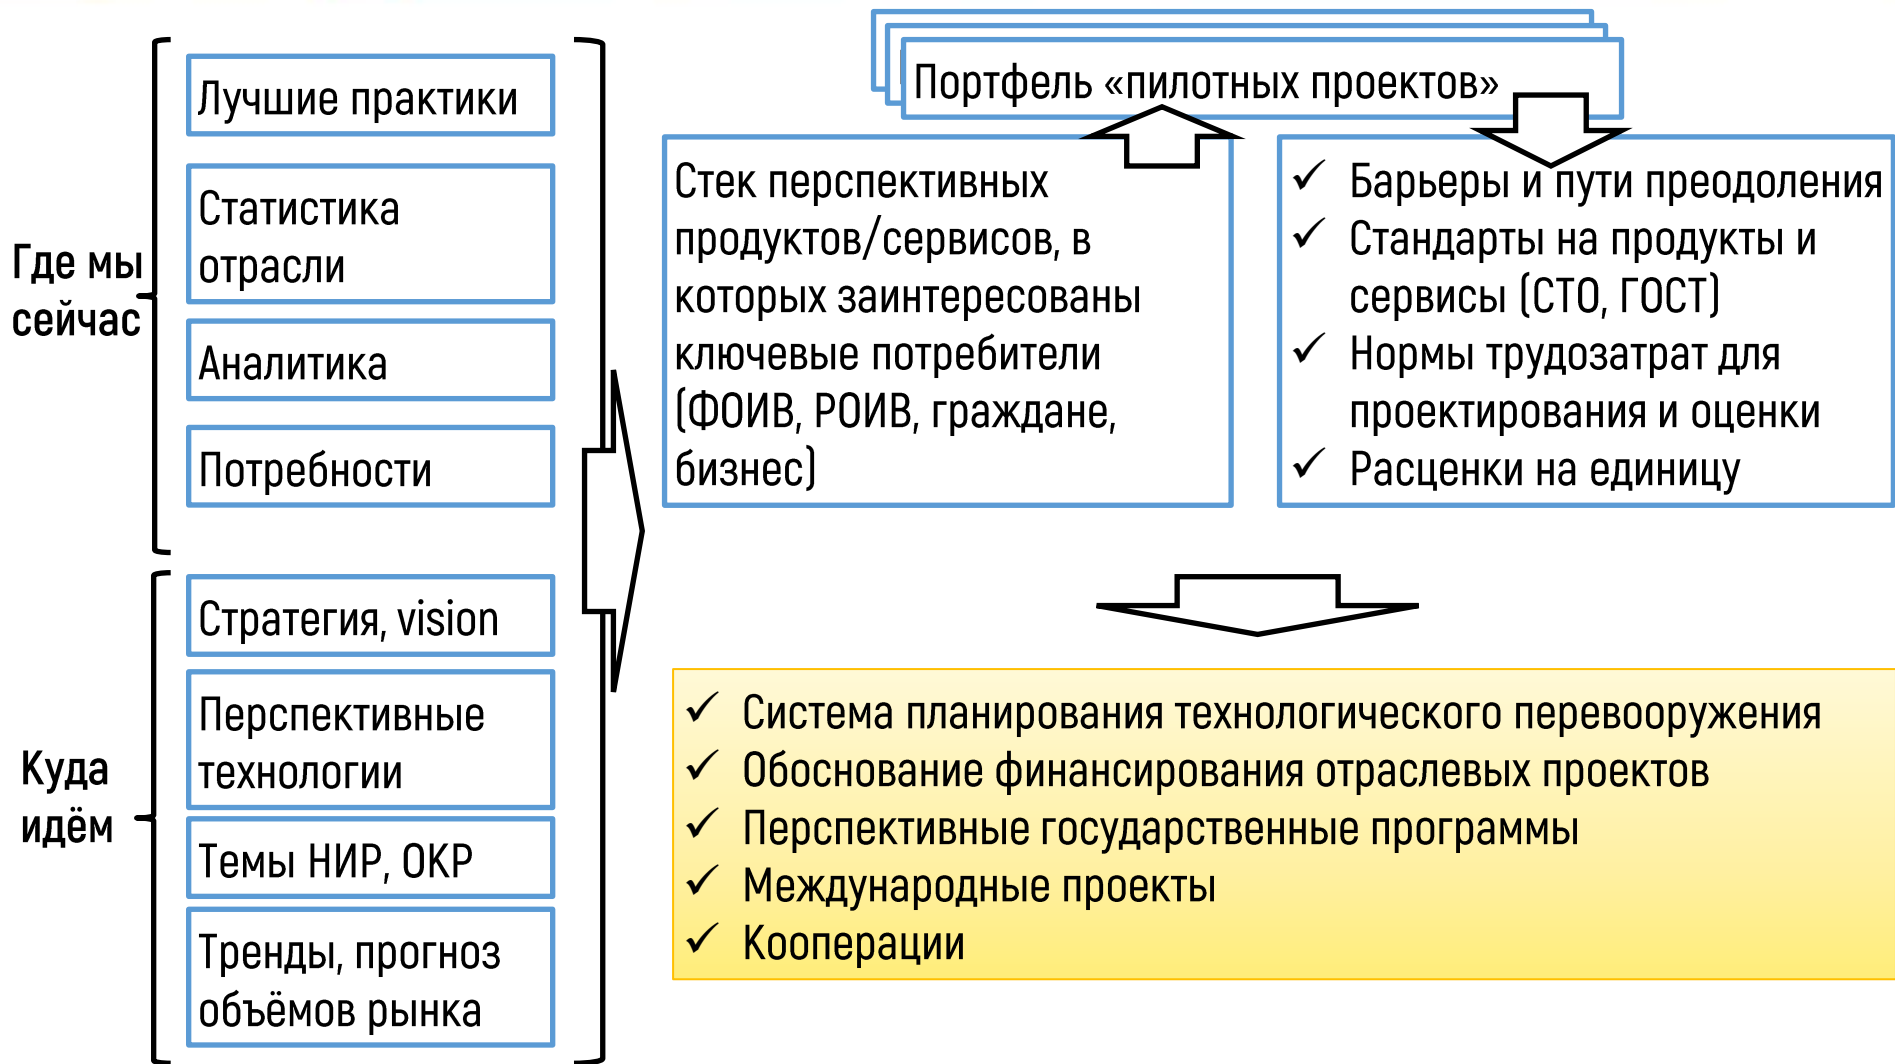 Где мы
сейчас
Лучшие практики
Статистика
отрасли
Аналитика
Потребности
Куда
идём
Стратегия, vision
Перспективные
технологии
Темы НИР, ОКР
Тренды, прогноз
объёмов рынка
Портфель «пилотных проектов»
Стек перспективных
продуктов/сервисов, в
которых заинтересованы
ключевые потребители
(ФОИВ, РОИВ, граждане,
бизнес)
✓ Барьеры и пути преодоления
✓ Стандарты на продукты и
сервисы (СТО, ГОСТ)
✓ Нормы трудозатрат для
проектирования и оценки
✓ Расценки на единицу
✓ Система планирования технологического перевооружения
✓ Обоснование финансирования отраслевых проектов
✓ Перспективные государственные программы
✓ Международные проекты
✓ Кооперации